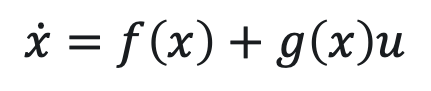 ẋ = f(x) + g(x)u